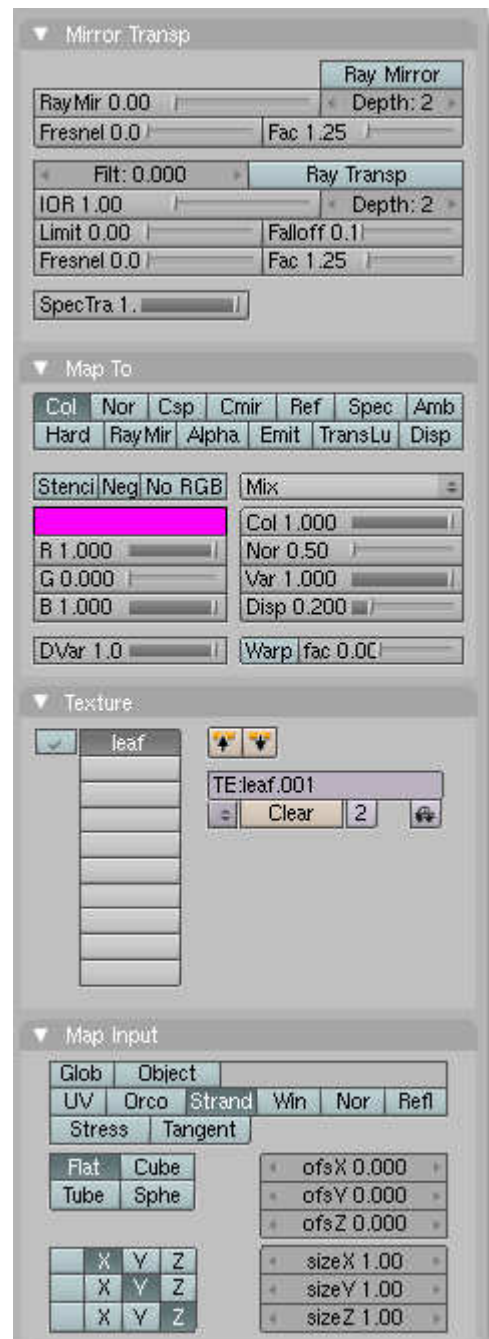 Mirror Transp
Ray Mirror
RayMir 0.00 Depth: 2
Fresnel 0.0 Fac 1.25
Filt: 0.000 Ray Transp
IOR 1.00 Depth: 2
Limit 0.00 Falloff 0.1
Fresnel 0.0 Fac 1.25
SpecTra 1.
Map To
Col Nor Csp Cmir Ref Spec Amb
Hard RayMir Alpha Emit TransLu Disp
Stenci Neg No RGB Mix
Col 1.000
R 1.000 Nor 0.50
G 0.000 Var 1.000
B 1.000 Disp 0.200
DVar 1.0 Warp fac 0.00
Texture
leaf
TE:leaf.001
Clear 2
Map Input
Glob Object
UV Orco Strand Win Nor Refl
Stress Tangent
Flat Cube ofsX 0.000
Tube Sphe ofsY 0.000
ofsZ 0.000
X Y Z sizeX 1.00
X Y Z sizeY 1.00
X Y Z sizeZ 1.00